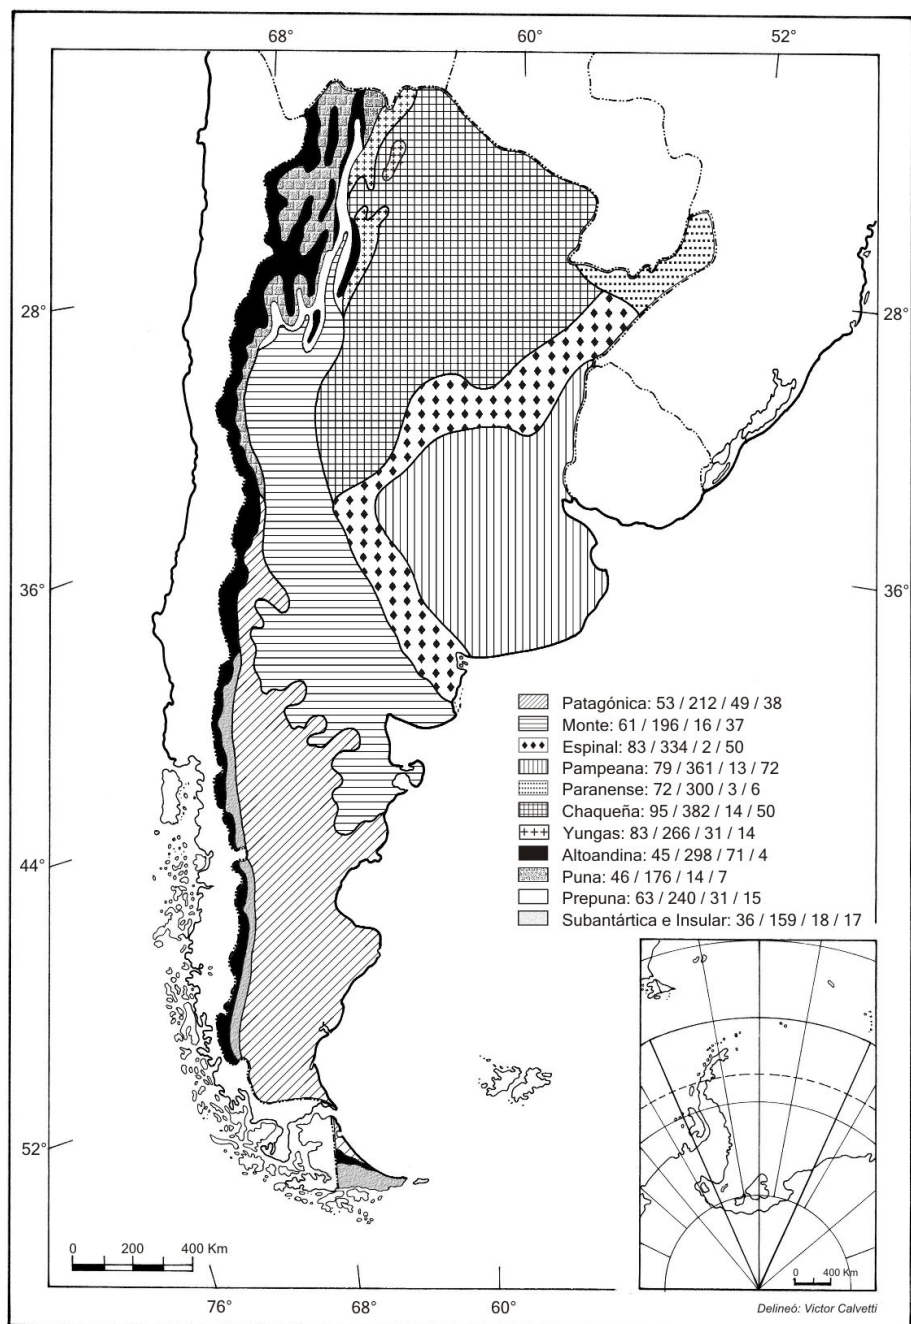 68° 60° 52°
28° 28°
36° 36°
Patagónica: 53 / 212 / 49 / 38
Monte: 61 / 196 / 16 / 37
Espinal: 83 / 334 / 2 / 50
Pampeana: 79 / 361 / 13 / 72
Paranense: 72 / 300 / 3 / 6
Chaqueña: 95 / 382 / 14 / 50
Yungas: 83 / 266 / 31 / 14
Altoandina: 45 / 298 / 71 / 4
Puna: 46 / 176 / 14 / 7
Prepuna: 63 / 240 / 31 / 15
Subantártica e Insular: 36 / 159 / 18 / 17
44°
52°
0 200 400 Km
0 400 Km
76° 68° 60°
Delineó: Víctor Calvetti